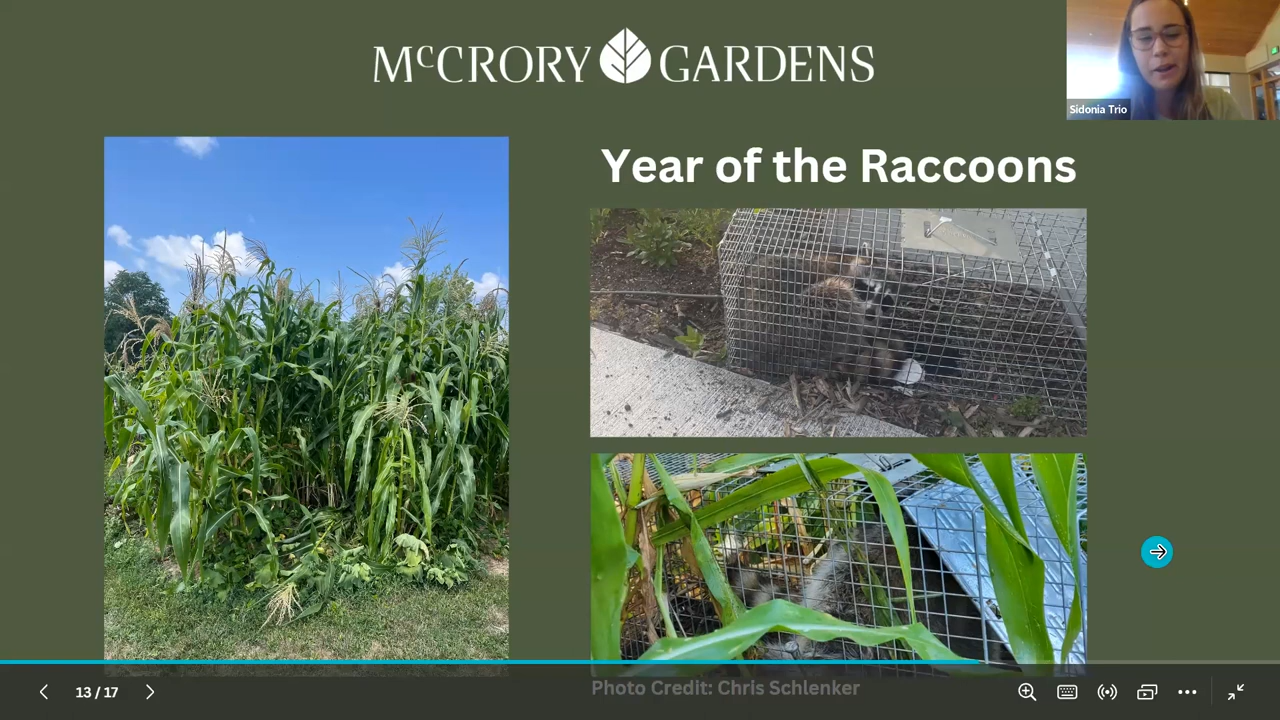 McCRORY GARDENS
Sidonia Trio
Year of the Raccoons
Photo Credit: Chris Schlenker
13 / 17